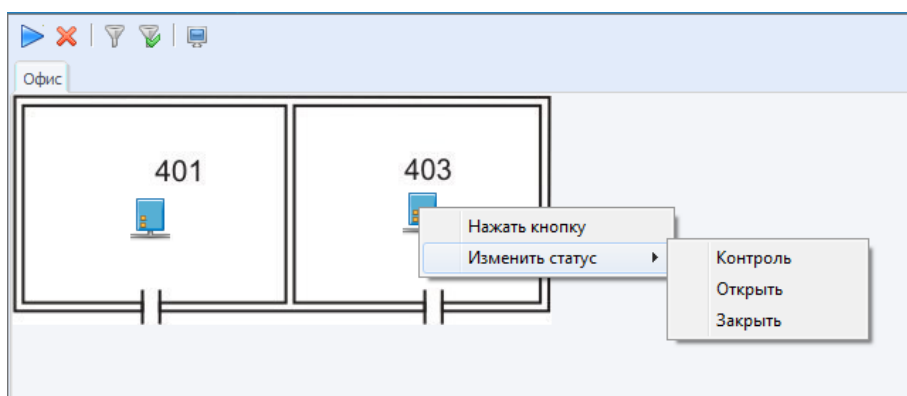 Офис
401
403
Нажать кнопку
Изменить статус
Контроль
Открыть
Закрыть